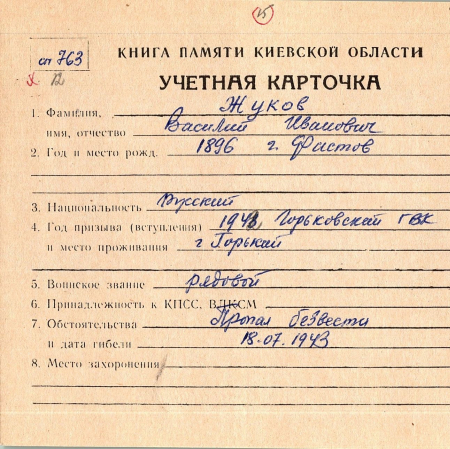 15
оп 763
12
КНИГА ПАМЯТИ КИЕВСКОЙ ОБЛАСТИ
УЧЕТНАЯ КАРТОЧКА
1. Фамилия, Жуков
имя, отчество Василий Иванович
2. Год и место рожд. 1896 г. Фастов
3. Национальность Русский
4. Год призыва (вступления) Горьковский ГВК
и место проживания г Горький
5. Воинское звание рядовой
6. Принадлежность к КПСС, ВЛКСМ
7. Обстоятельства Пропал безвести
и дата гибели 18.07.1943
8. Место захоронения